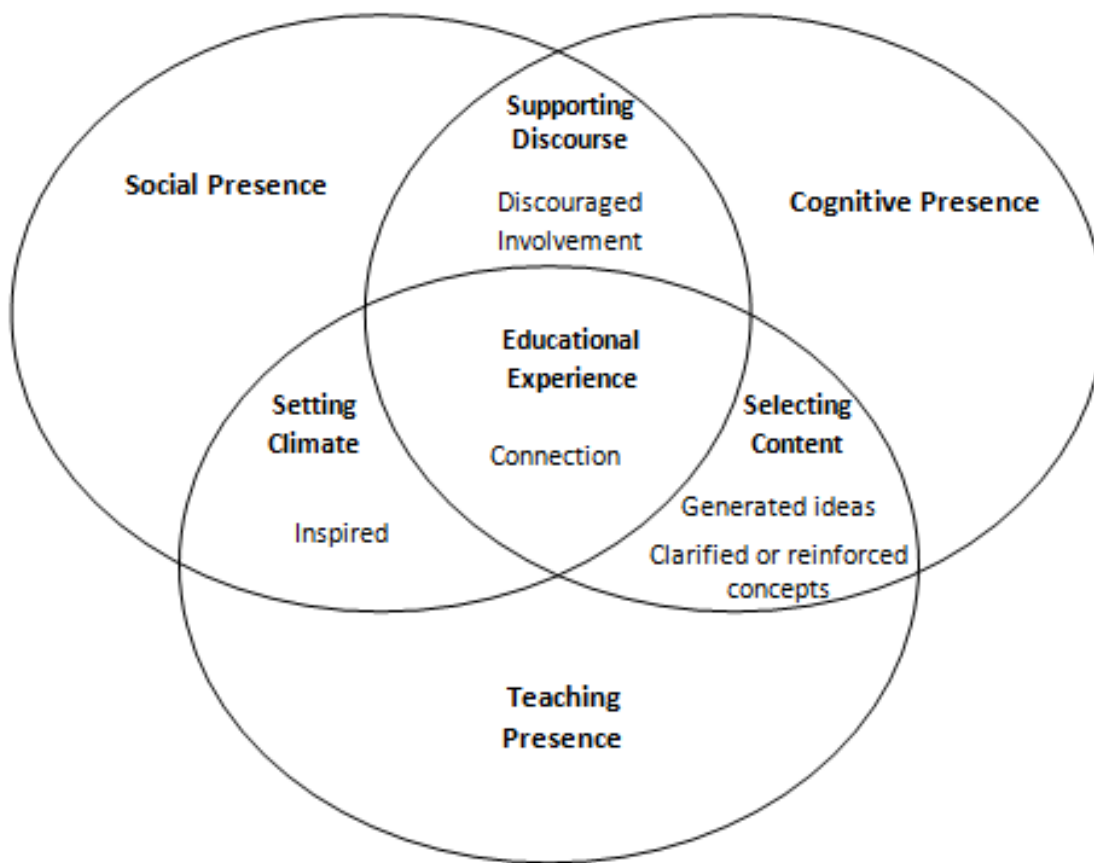 Supporting
Discourse
Social Presence
Cognitive Presence
Discouraged
Involvement
Educational
Experience
Setting
Climate
Selecting
Content
Connection
Inspired
Generated ideas
Clarified or reinforced
concepts
Teaching
Presence